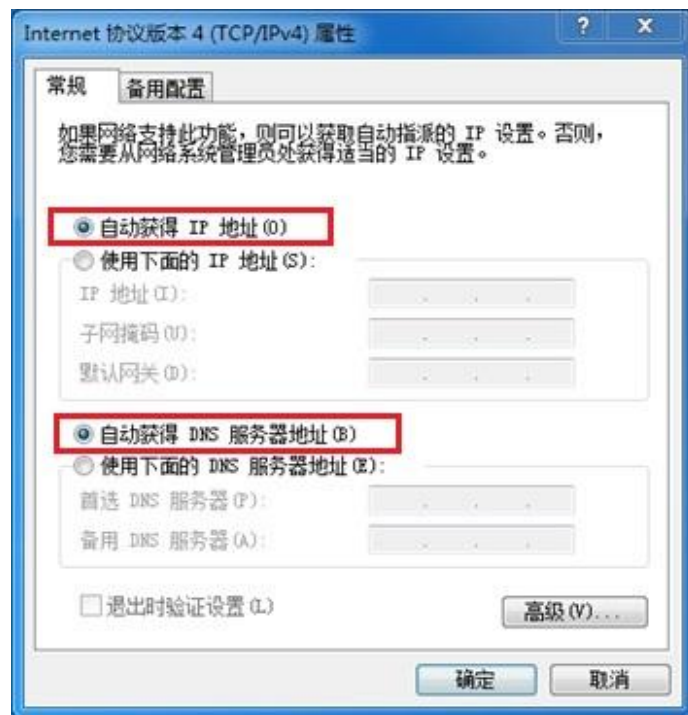 Internet 协议版本 4 (TCP/IPv4) 属性
? X
常规 备用配置
如果网络支持此功能，则可以获取自动指派的 IP 设置。否则，
您需要从网络系统管理员处获得适当的 IP 设置。
自动获得 IP 地址(O)
使用下面的 IP 地址(S):
IP 地址(I):
子网掩码(U):
默认网关(D):
自动获得 DNS 服务器地址(B)
使用下面的 DNS 服务器地址(E):
首选 DNS 服务器(P):
备用 DNS 服务器(A):
退出时验证设置(L)
高级(V)...
确定 取消